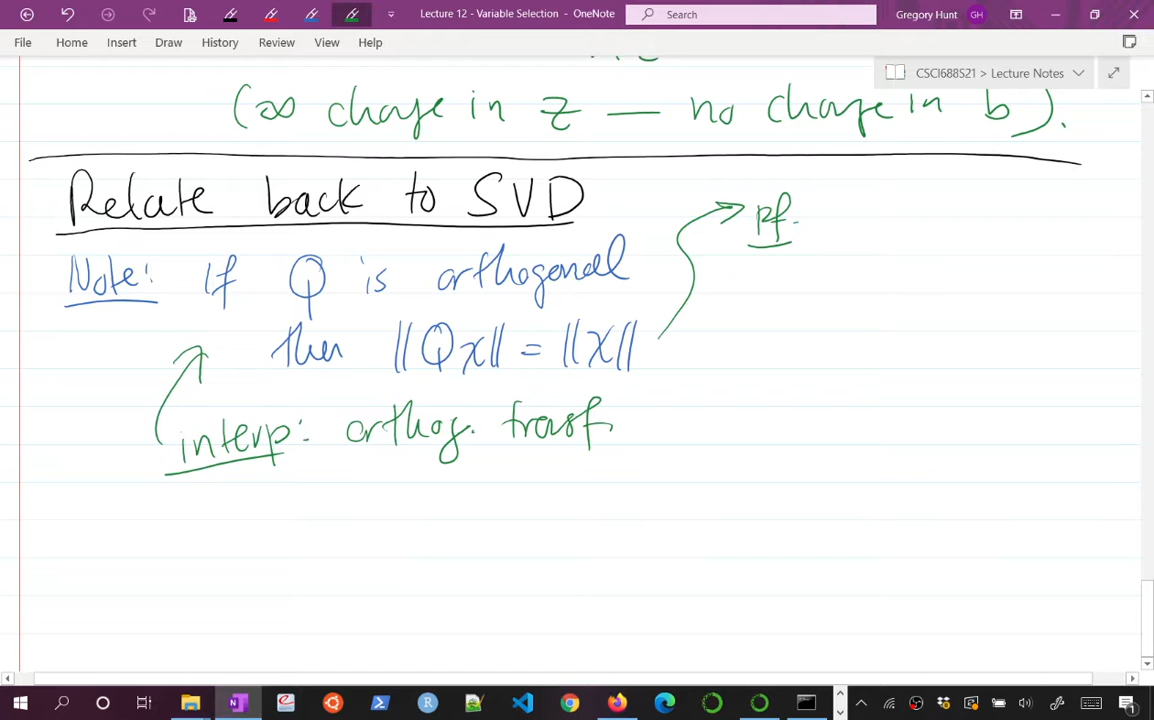 Lecture 12 - Variable Selection - OneNote
Search
Gregory Hunt GH
File Home Insert Draw History Review View Help
CSCI688S21 > Lecture Notes
(∞ change in z — no change in b).
Relate back to SVD
pf.
Note: If Q is orthogonal
then ||Qx|| = ||x||
interp: orthog. transf